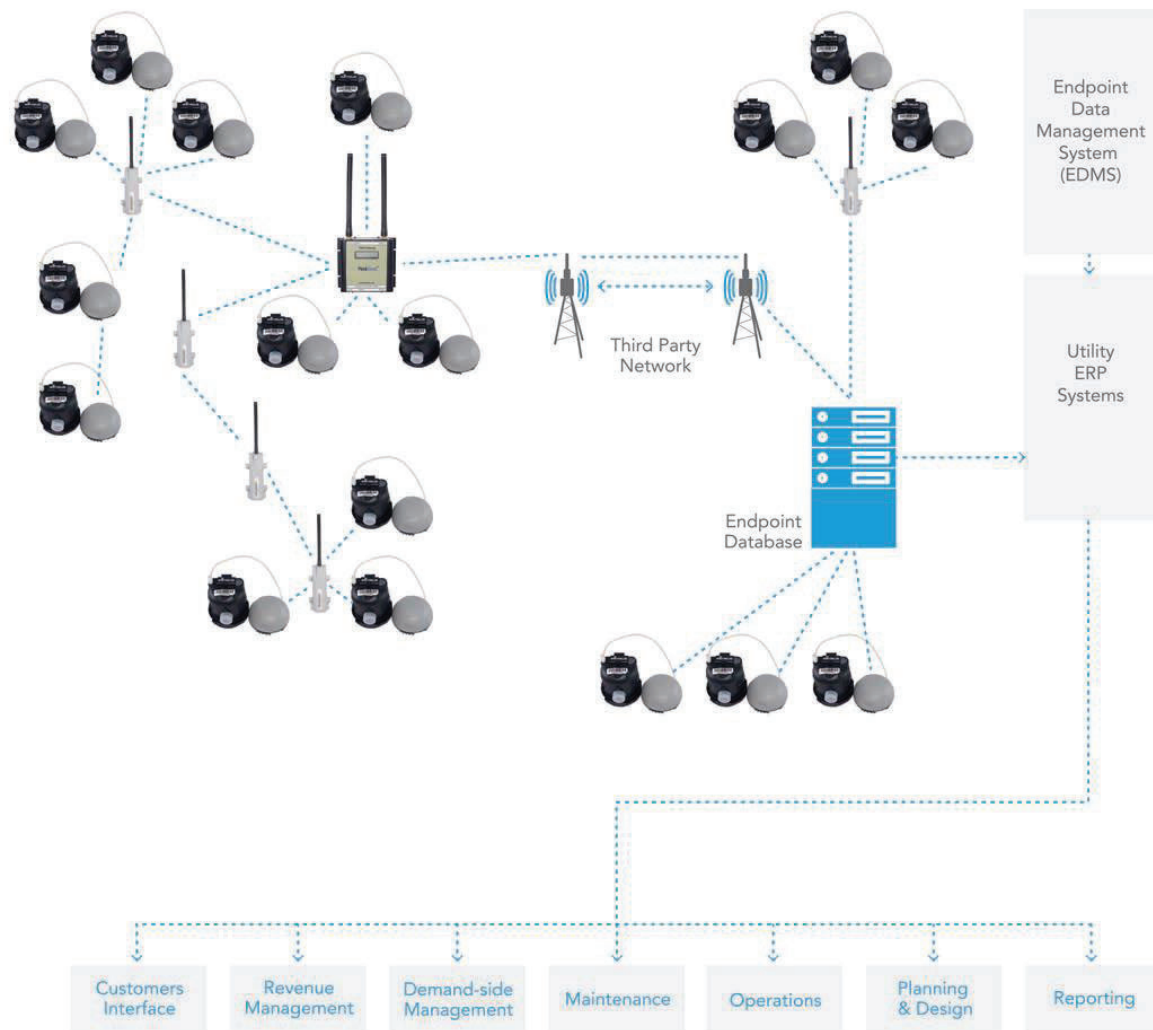 Endpoint
Data
Management
System
(EDMS)
Third Party
Network
Utility
ERP
Systems
Endpoint
Database
Customers
Interface
Revenue
Management
Demand-side
Management
Maintenance
Operations
Planning
& Design
Reporting